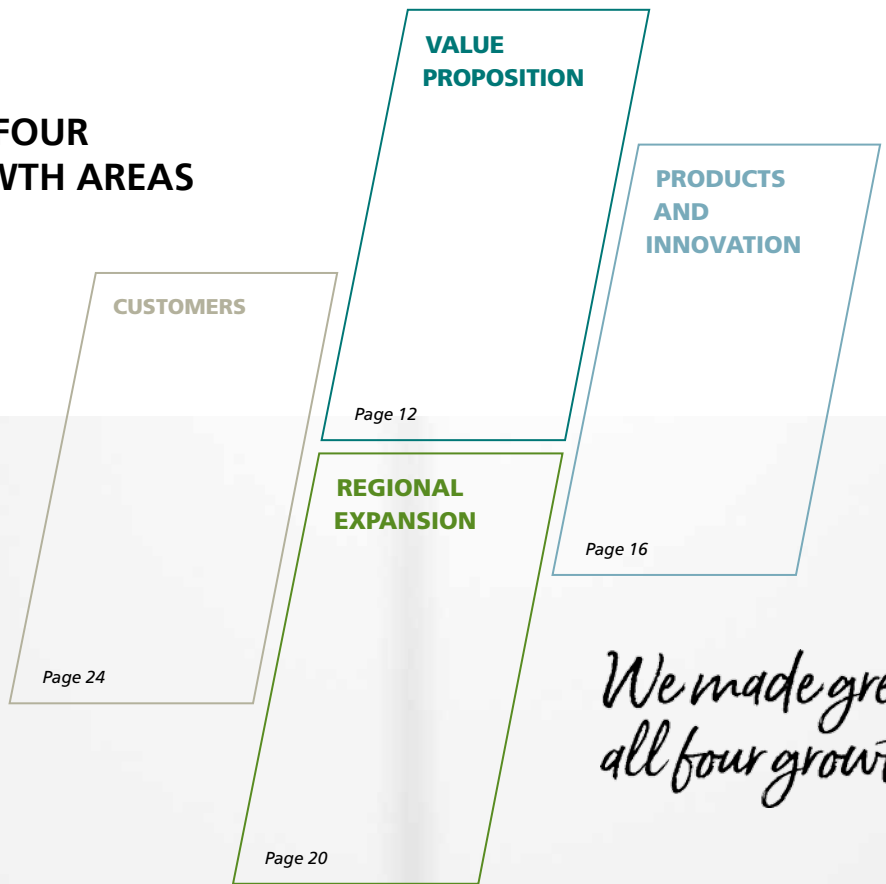 FOUR
WTH AREAS
VALUE
PROPOSITION
Page 12
PRODUCTS
AND
INNOVATION
Page 16
CUSTOMERS
Page 24
REGIONAL
EXPANSION
Page 20
We made gre
all four growt